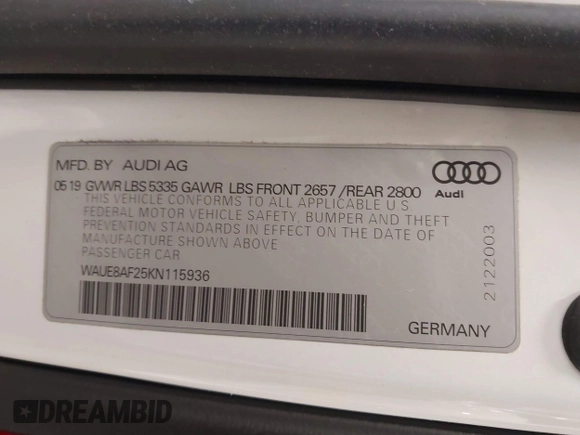 MFD. BY AUDI AG
0519 GVWR LBS 5335 GAWR LBS FRONT 2657 / REAR 2800
THIS VEHICLE CONFORMS TO ALL APPLICABLE U.S.
FEDERAL MOTOR VEHICLE SAFETY, BUMPER AND THEFT
PREVENTION STANDARDS IN EFFECT ON THE DATE OF
MANUFACTURE SHOWN ABOVE
PASSENGER CAR
WAUE8AF25KN115936
Audi
2122003
GERMANY
DREAMBID